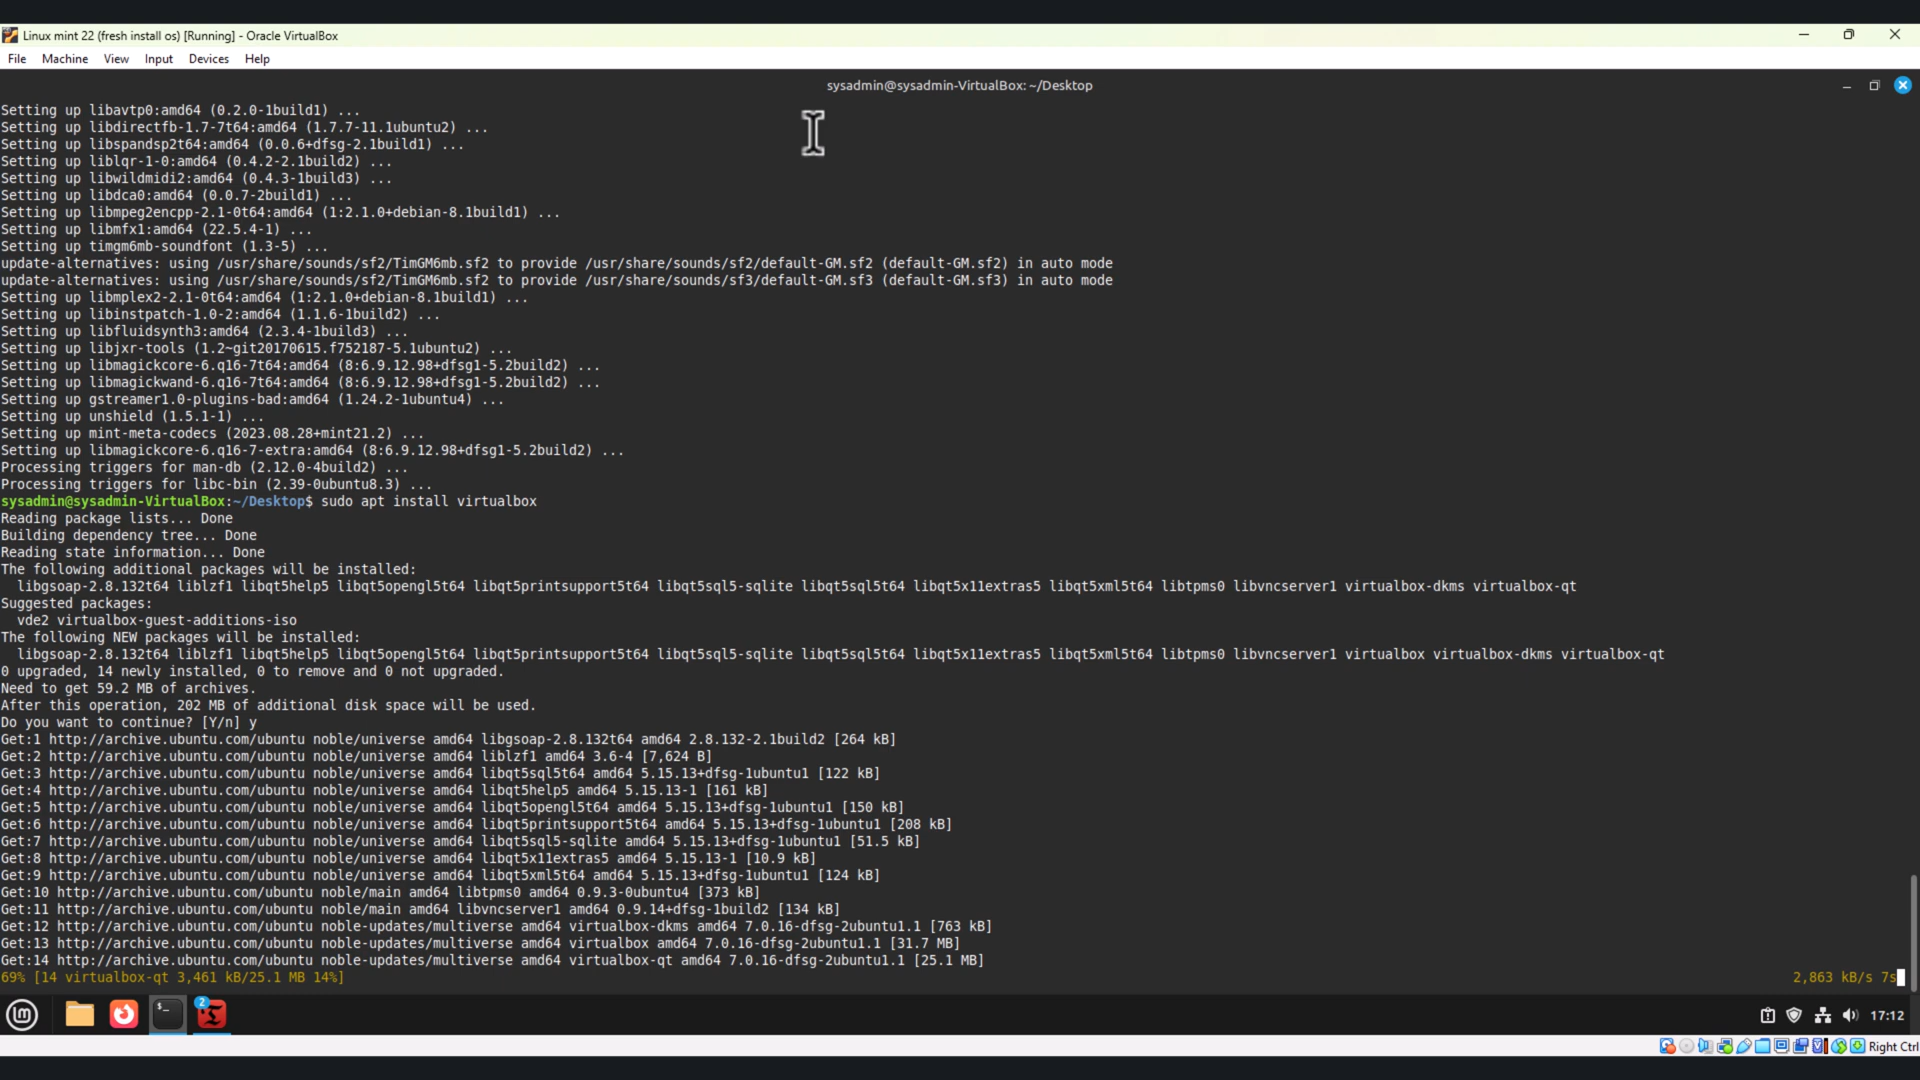 Linux mint 22 (fresh install os) [Running] - Oracle VirtualBox
File Machine View Input Devices Help
sysadmin@sysadmin-VirtualBox: ~/Desktop
Setting up libavtp0:amd64 (0.2.0-1build1) ...
Setting up libdirectfb-1.7-7t64:amd64 (1.7.7-11.1ubuntu2) ...
Setting up libspandsp2t64:amd64 (0.0.6+dfsg-2.1build1) ...
Setting up liblqr-1-0:amd64 (0.4.2-2.1build2) ...
Setting up libwildmidi2:amd64 (0.4.3-1build3) ...
Setting up libdca0:amd64 (0.0.7-2build1) ...
Setting up libmpeg2encpp-2.1-0t64:amd64 (1:2.1.0+debian-8.1build1) ...
Setting up libmfx1:amd64 (22.5.4-1) ...
Setting up timgm6mb-soundfont (1.3-5) ...
update-alternatives: using /usr/share/sounds/sf2/TimGM6mb.sf2 to provide /usr/share/sounds/sf2/default-GM.sf2 (default-GM.sf2) in auto mode
update-alternatives: using /usr/share/sounds/sf2/TimGM6mb.sf2 to provide /usr/share/sounds/sf3/default-GM.sf3 (default-GM.sf3) in auto mode
Setting up libmplex2-2.1-0t64:amd64 (1:2.1.0+debian-8.1build1) ...
Setting up libinstpatch-1.0-2:amd64 (1.1.6-1build2) ...
Setting up libfluidsynth3:amd64 (2.3.4-1build3) ...
Setting up libjxr-tools (1.2~git20170615.f752187-5.1ubuntu2) ...
Setting up libmagickcore-6.q16-7t64:amd64 (8:6.9.12.98+dfsg1-5.2build2) ...
Setting up libmagickwand-6.q16-7t64:amd64 (8:6.9.12.98+dfsg1-5.2build2) ...
Setting up gstreamer1.0-plugins-bad:amd64 (1.24.2-1ubuntu4) ...
Setting up unshield (1.5.1-1) ...
Setting up mint-meta-codecs (2023.08.28+mint21.2) ...
Setting up libmagickcore-6.q16-7-extra:amd64 (8:6.9.12.98+dfsg1-5.2build2) ...
Processing triggers for man-db (2.12.0-4build2) ...
Processing triggers for libc-bin (2.39-0ubuntu8.3) ...
sysadmin@sysadmin-VirtualBox:~/Desktop$ sudo apt install virtualbox
Reading package lists... Done
Building dependency tree... Done
Reading state information... Done
The following additional packages will be installed:
libgsoap-2.8.132t64 liblzf1 libqt5help5 libqt5opengl5t64 libqt5printsupport5t64 libqt5sql5-sqlite libqt5sql5t64 libqt5x11extras5 libqt5xml5t64 libtpms0 libvncserver1 virtualbox-dkms virtualbox-qt
Suggested packages:
vde2 virtualbox-guest-additions-iso
The following NEW packages will be installed:
libgsoap-2.8.132t64 liblzf1 libqt5help5 libqt5opengl5t64 libqt5printsupport5t64 libqt5sql5-sqlite libqt5sql5t64 libqt5x11extras5 libqt5xml5t64 libtpms0 libvncserver1 virtualbox virtualbox-dkms virtualbox-qt
0 upgraded, 14 newly installed, 0 to remove and 0 not upgraded.
Need to get 59.2 MB of archives.
After this operation, 202 MB of additional disk space will be used.
Do you want to continue? [Y/n] y
Get:1 http://archive.ubuntu.com/ubuntu noble/universe amd64 libgsoap-2.8.132t64 amd64 2.8.132-2.1build2 [264 kB]
Get:2 http://archive.ubuntu.com/ubuntu noble/universe amd64 liblzf1 amd64 3.6-4 [7,624 B]
Get:3 http://archive.ubuntu.com/ubuntu noble/universe amd64 libqt5sql5t64 amd64 5.15.13+dfsg-1ubuntu1 [122 kB]
Get:4 http://archive.ubuntu.com/ubuntu noble/universe amd64 libqt5help5 amd64 5.15.13-1 [161 kB]
Get:5 http://archive.ubuntu.com/ubuntu noble/universe amd64 libqt5opengl5t64 amd64 5.15.13+dfsg-1ubuntu1 [150 kB]
Get:6 http://archive.ubuntu.com/ubuntu noble/universe amd64 libqt5printsupport5t64 amd64 5.15.13+dfsg-1ubuntu1 [208 kB]
Get:7 http://archive.ubuntu.com/ubuntu noble/universe amd64 libqt5sql5-sqlite amd64 5.15.13+dfsg-1ubuntu1 [51.5 kB]
Get:8 http://archive.ubuntu.com/ubuntu noble/universe amd64 libqt5x11extras5 amd64 5.15.13-1 [10.9 kB]
Get:9 http://archive.ubuntu.com/ubuntu noble/universe amd64 libqt5xml5t64 amd64 5.15.13+dfsg-1ubuntu1 [124 kB]
Get:10 http://archive.ubuntu.com/ubuntu noble/main amd64 libtpms0 amd64 0.9.3-0ubuntu4 [373 kB]
Get:11 http://archive.ubuntu.com/ubuntu noble/main amd64 libvncserver1 amd64 0.9.14+dfsg-1build2 [134 kB]
Get:12 http://archive.ubuntu.com/ubuntu noble-updates/multiverse amd64 virtualbox-dkms amd64 7.0.16-dfsg-2ubuntu1.1 [763 kB]
Get:13 http://archive.ubuntu.com/ubuntu noble-updates/multiverse amd64 virtualbox amd64 7.0.16-dfsg-2ubuntu1.1 [31.7 MB]
Get:14 http://archive.ubuntu.com/ubuntu noble-updates/multiverse amd64 virtualbox-qt amd64 7.0.16-dfsg-2ubuntu1.1 [25.1 MB]
69% [14 virtualbox-qt 3,461 kB/25.1 MB 14%] 2,863 kB/s 7s
2
17:12
Right Ctrl